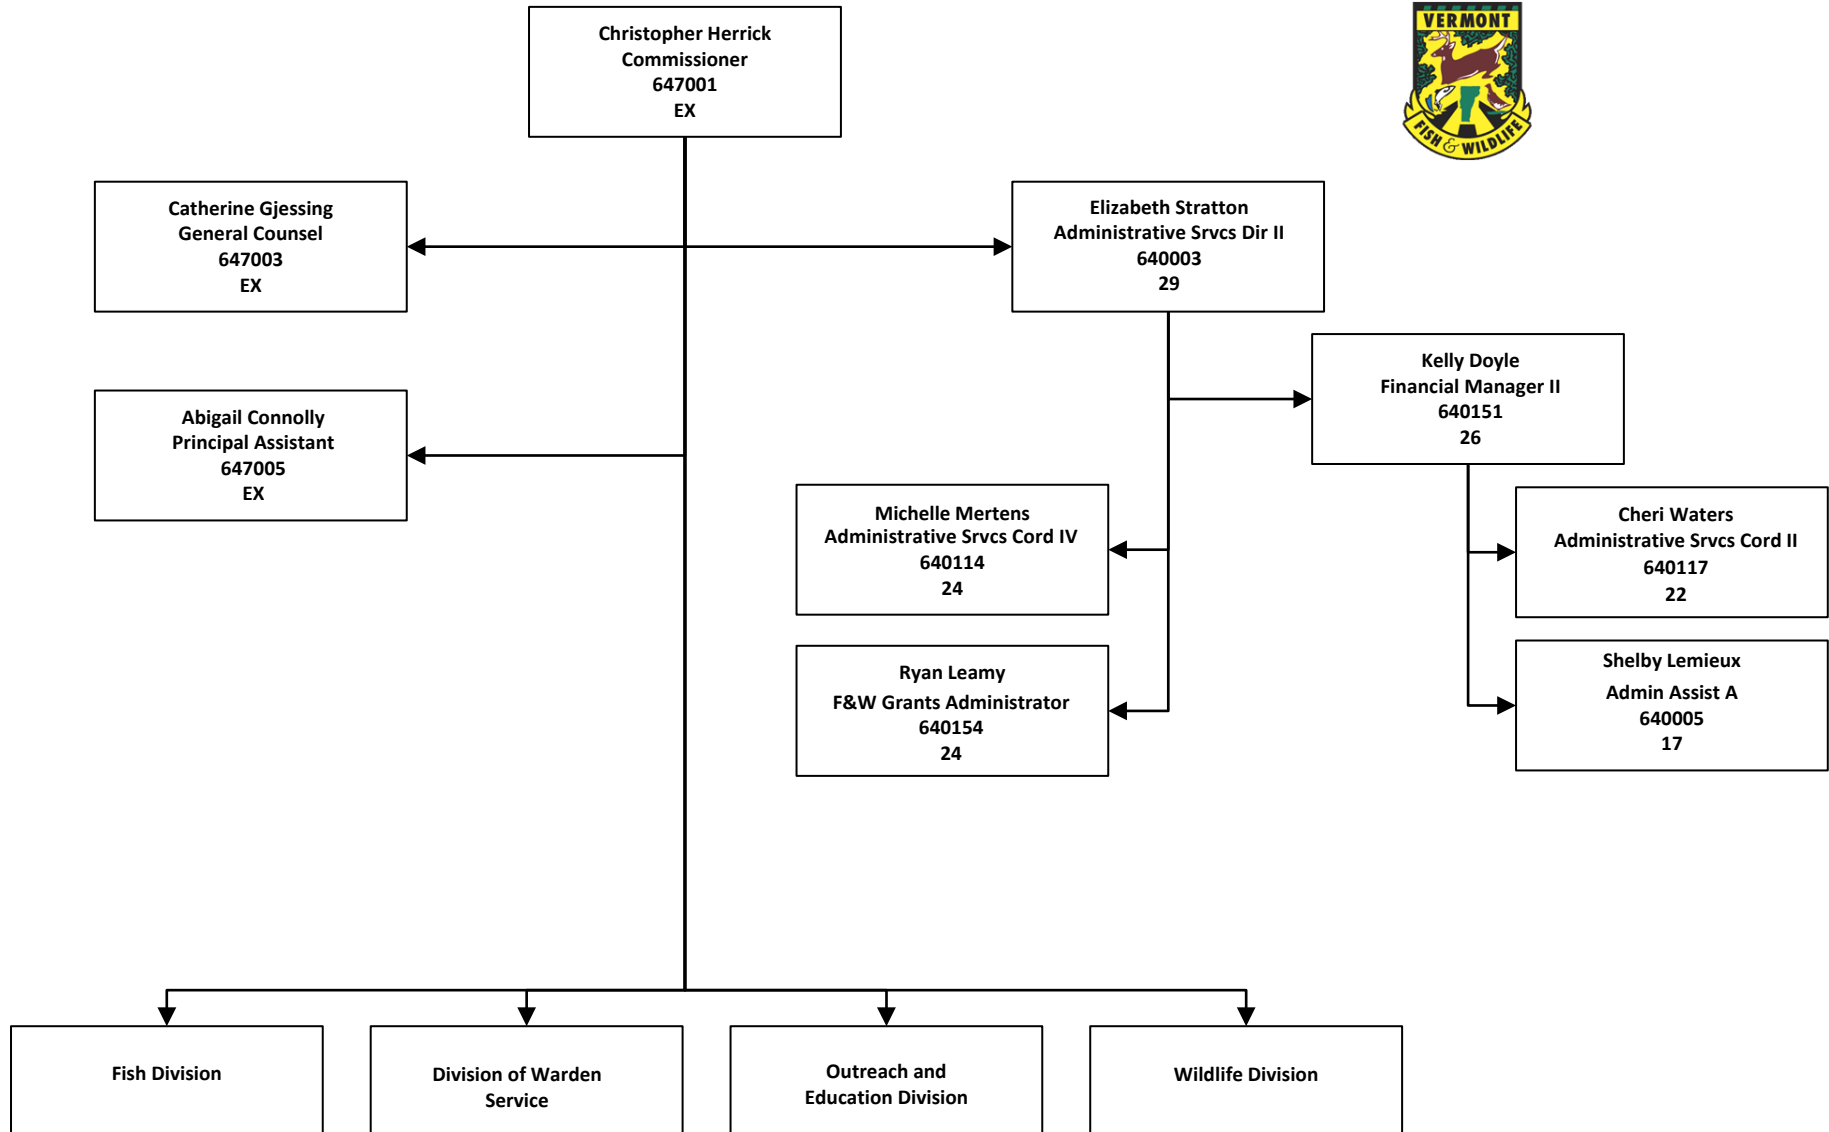 Christopher Herrick
Commissioner
647001
EX
VERMONT
FISH & WILDLIFE
Catherine Gjessing
General Counsel
647003
EX
Elizabeth Stratton
Administrative Srvcs Dir II
640003
29
Kelly Doyle
Financial Manager II
640151
26
Abigail Connolly
Principal Assistant
647005
EX
Michelle Mertens
Administrative Srvcs Cord IV
640114
24
Cheri Waters
Administrative Srvcs Cord II
640117
22
Ryan Leamy
F&W Grants Administrator
640154
24
Shelby Lemieux
Admin Assist A
640005
17
Fish Division
Division of Warden
Service
Outreach and
Education Division
Wildlife Division